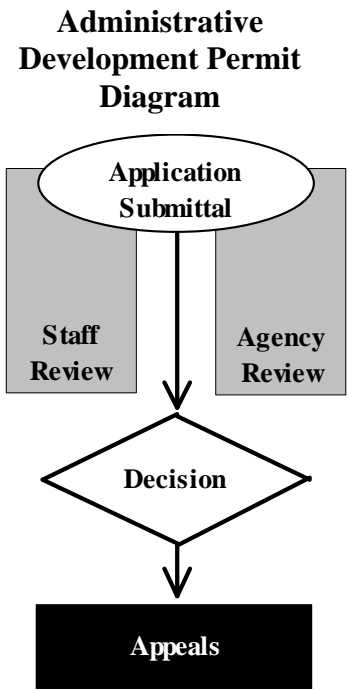 Administrative
Development Permit
Diagram
Application
Submittal
Staff
Review
Agency
Review
Decision
Appeals